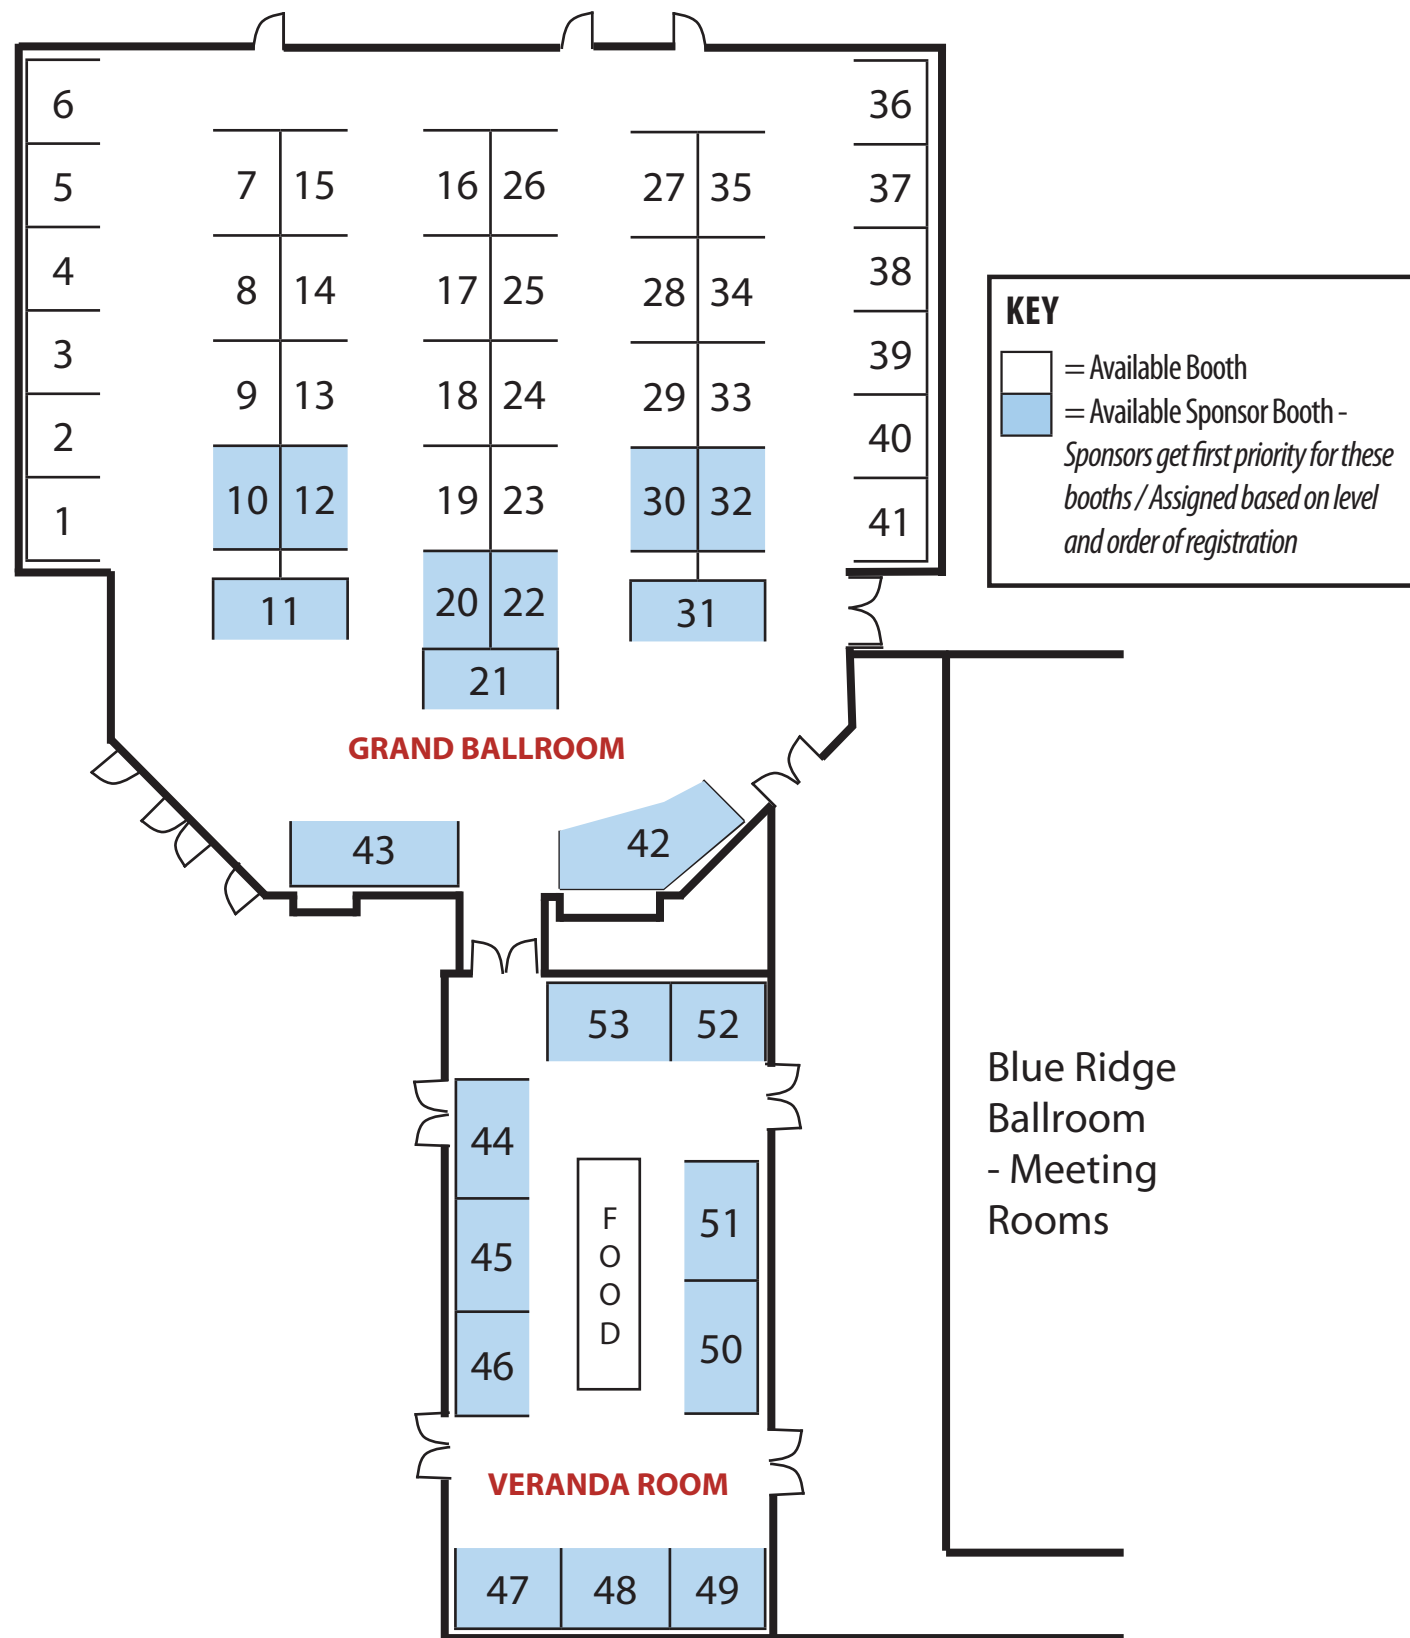 6
36
5
7 15
16 26
27 35
37
4
8 14
17 25
28 34
38
3
9 13
18 24
29 33
39
2
40
1
10 12
19 23
30 32
41
11
20 22
31
21
KEY
= Available Booth
= Available Sponsor Booth -
Sponsors get first priority for these
booths / Assigned based on level
and order of registration
GRAND BALLROOM
43
42
53
52
44
45
46
F
O
O
D
51
50
Blue Ridge
Ballroom
- Meeting
Rooms
VERANDA ROOM
47
48
49